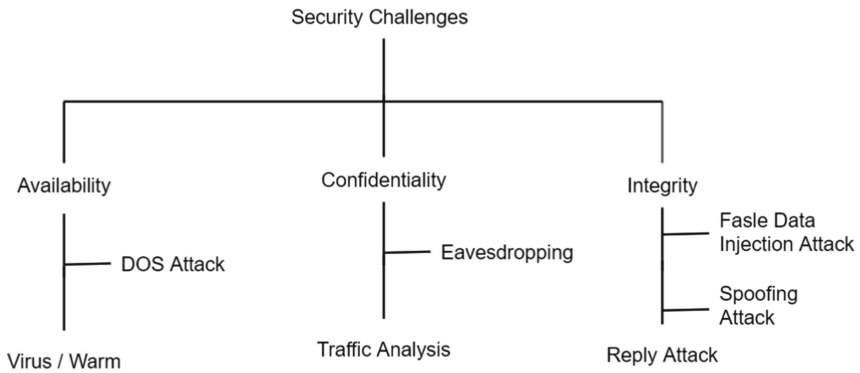 Security Challenges
Availability
Confidentiality
Integrity
DOS Attack
Eavesdropping
Fasle Data
Injection Attack
Spoofing
Attack
Virus / Warm
Traffic Analysis
Reply Attack